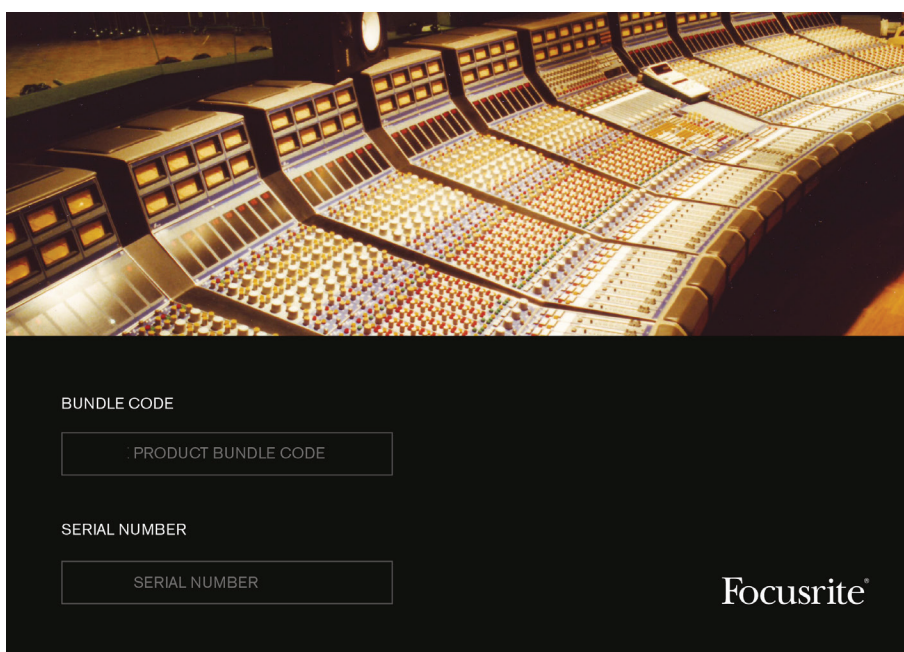 BUNDLE CODE
PRODUCT BUNDLE CODE
SERIAL NUMBER
SERIAL NUMBER
Focusrite®